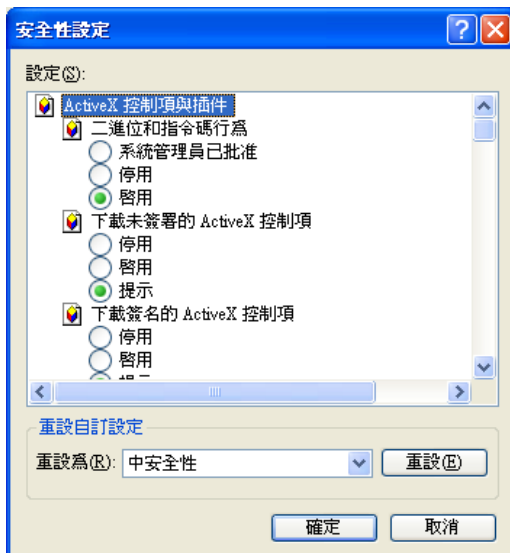 安全性設定
設定(S):
ActiveX 控制項與插件
二進位和指令碼行為
系統管理員已批准
停用
啓用
下載未簽署的 ActiveX 控制項
停用
啓用
提示
下載簽名的 ActiveX 控制項
停用
啓用
重設自訂設定
重設為(R): 中安全性 重設(E)
確定 取消